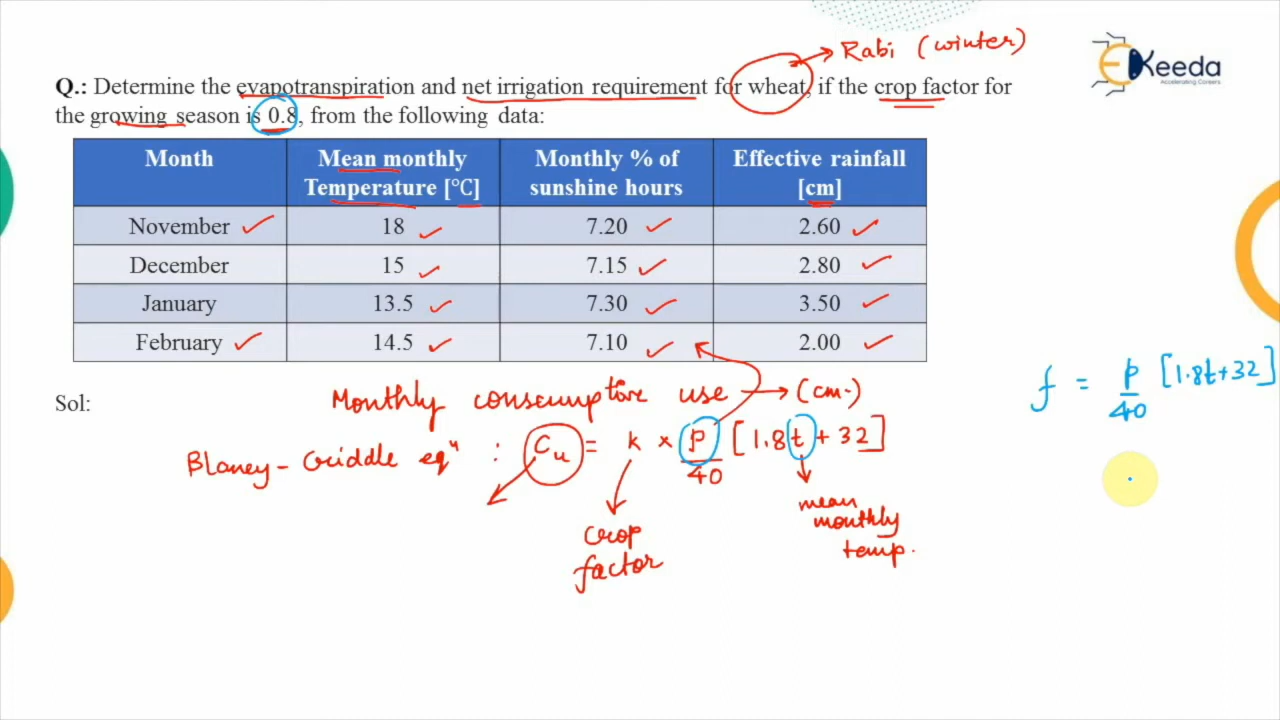 Rabi (winter)
EKeeda
Accelerating Careers
Q.: Determine the evapotranspiration and net irrigation requirement for wheat, if the crop factor for
the growing season is 0.8, from the following data:
Month Mean monthly Temperature [°C] Monthly % of sunshine hours Effective rainfall [cm]
November 18 7.20 2.60
December 15 7.15 2.80
January 13.5 7.30 3.50
February 14.5 7.10 2.00
f = p/40 [1.8t+32]
Sol:
Monthly consumptive use → (cm.)
Blaney-Criddle eqⁿ : Cu = k × p/40 [1.8t + 32]
crop
factor
mean
monthly
temp.